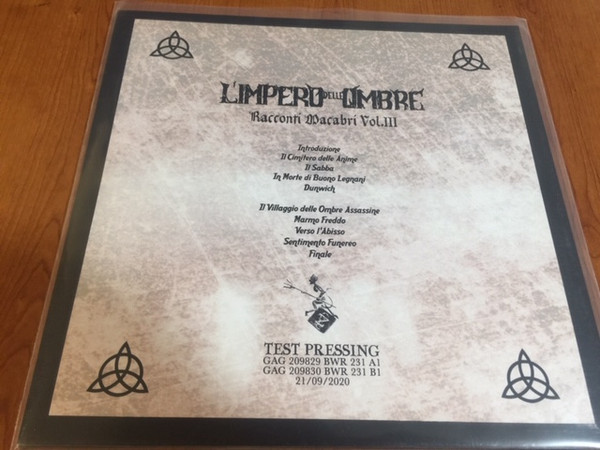 L'IMPERO DELLE OMBRE
Racconti Macabri Vol.III
Introduzione
Il Cimitero delle Anime
Il Sabba
In Morte di Buono Legnani
Dunwich
Il Villaggio delle Ombre Assassine
Marmo Freddo
Verso l'Abisso
Sentimento Funereo
Finale
TEST PRESSING
GAG 209829 BWR 231 A1
GAG 209830 BWR 231 B1
21/09/2020